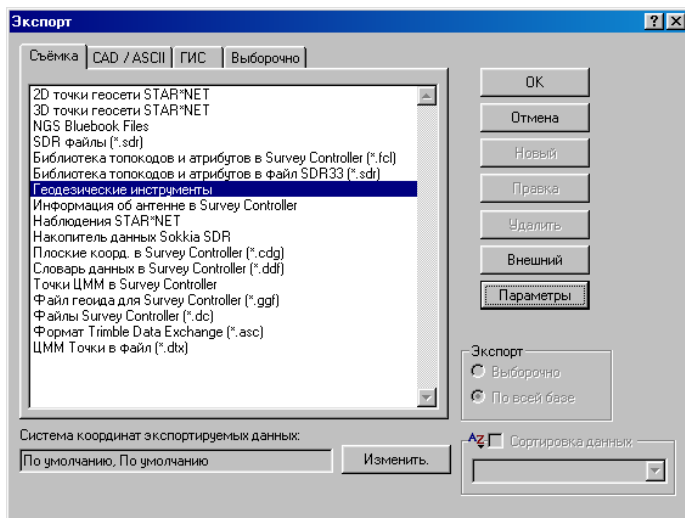 Экспорт
Съёмка
CAD / ASCII
ГИС
Выборочно
2D точки геосети STAR*NET
3D точки геосети STAR*NET
NGS Bluebook Files
SDR файлы (*.sdr)
Библиотека топокодов и атрибутов в Survey Controller (*.fcl)
Библиотека топокодов и атрибутов в файл SDR33 (*.sdr)
Геодезические инструменты
Информация об антенне в Survey Controller
Наблюдения STAR*NET
Накопитель данных Sokkia SDR
Плоские коорд. в Survey Controller (*.cdg)
Словарь данных в Survey Controller (*.ddf)
Точки ЦММ в Survey Controller
Файл геоида для Survey Controller (*.ggf)
Файлы Survey Controller (*.dc)
Формат Trimble Data Exchange (*.asc)
ЦММ Точки в файл (*.dtx)
OK
Отмена
Новый
Правка
Удалить
Внешний
Параметры
Экспорт
Выборочно
По всей базе
Система координат экспортируемых данных:
По умолчанию, По умолчанию
Изменить.
AZ Сортировка данных